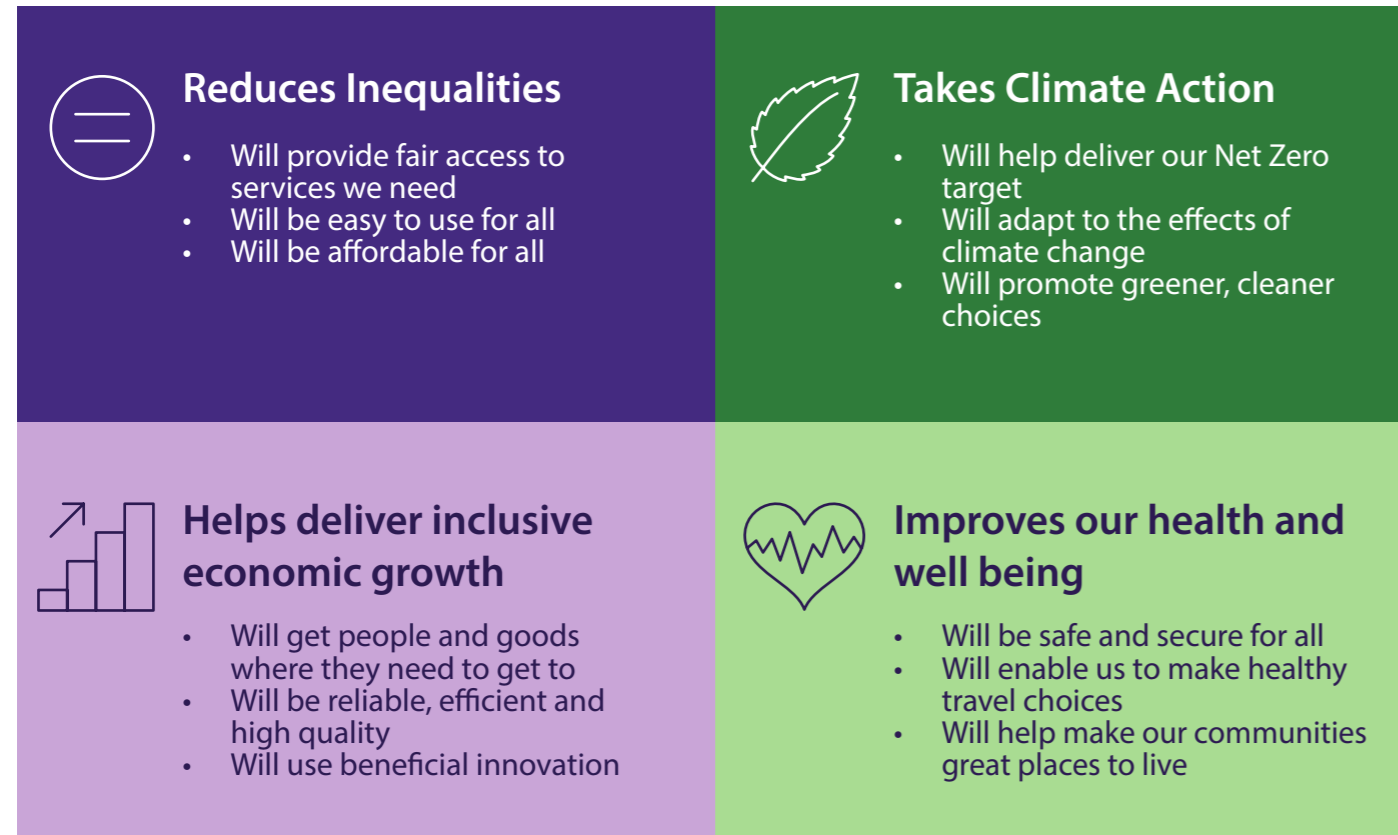 Reduces Inequalities
• Will provide fair access to
services we need
• Will be easy to use for all
• Will be affordable for all
Takes Climate Action
• Will help deliver our Net Zero
target
• Will adapt to the effects of
climate change
• Will promote greener, cleaner
choices
Helps deliver inclusive
economic growth
• Will get people and goods
where they need to get to
• Will be reliable, efficient and
high quality
• Will use beneficial innovation
Improves our health and
well being
• Will be safe and secure for all
• Will enable us to make healthy
travel choices
• Will help make our communities
great places to live